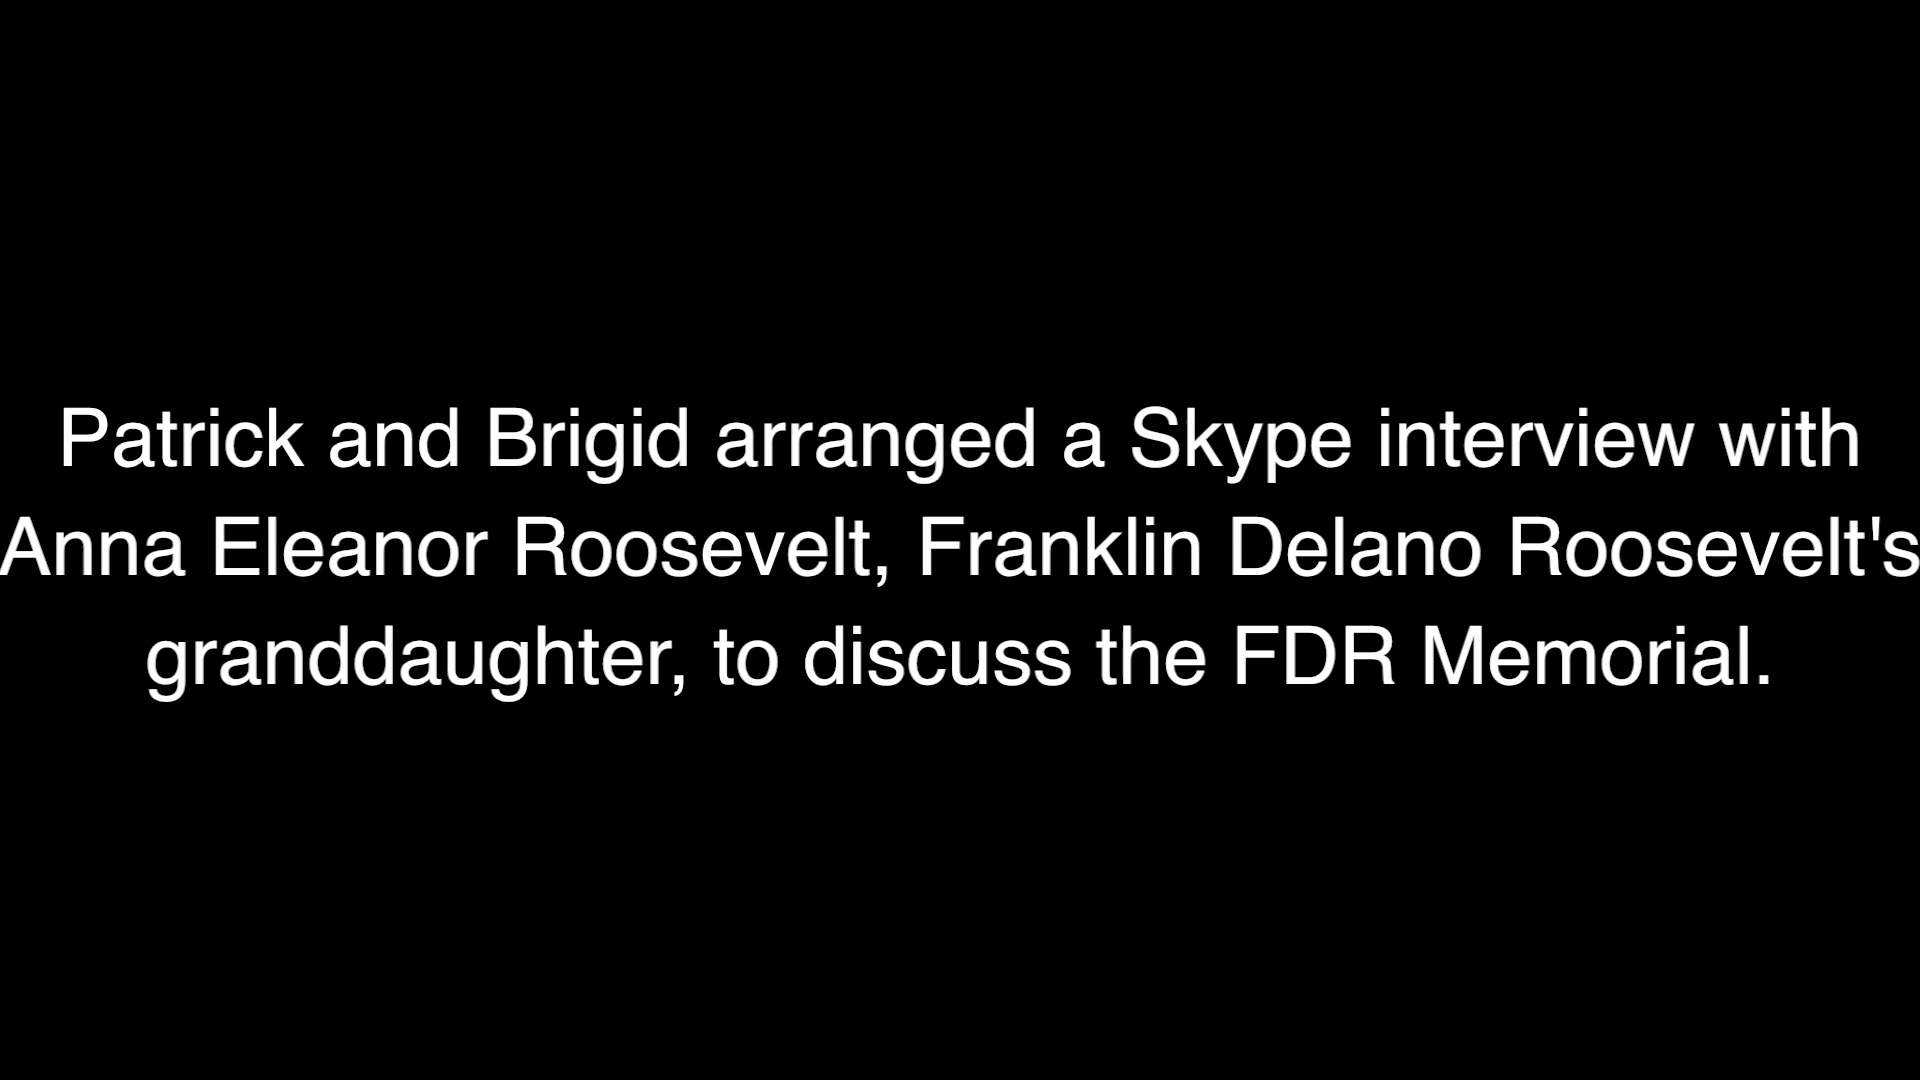 Patrick and Brigid arranged a Skype interview with
Anna Eleanor Roosevelt, Franklin Delano Roosevelt's
granddaughter, to discuss the FDR Memorial.